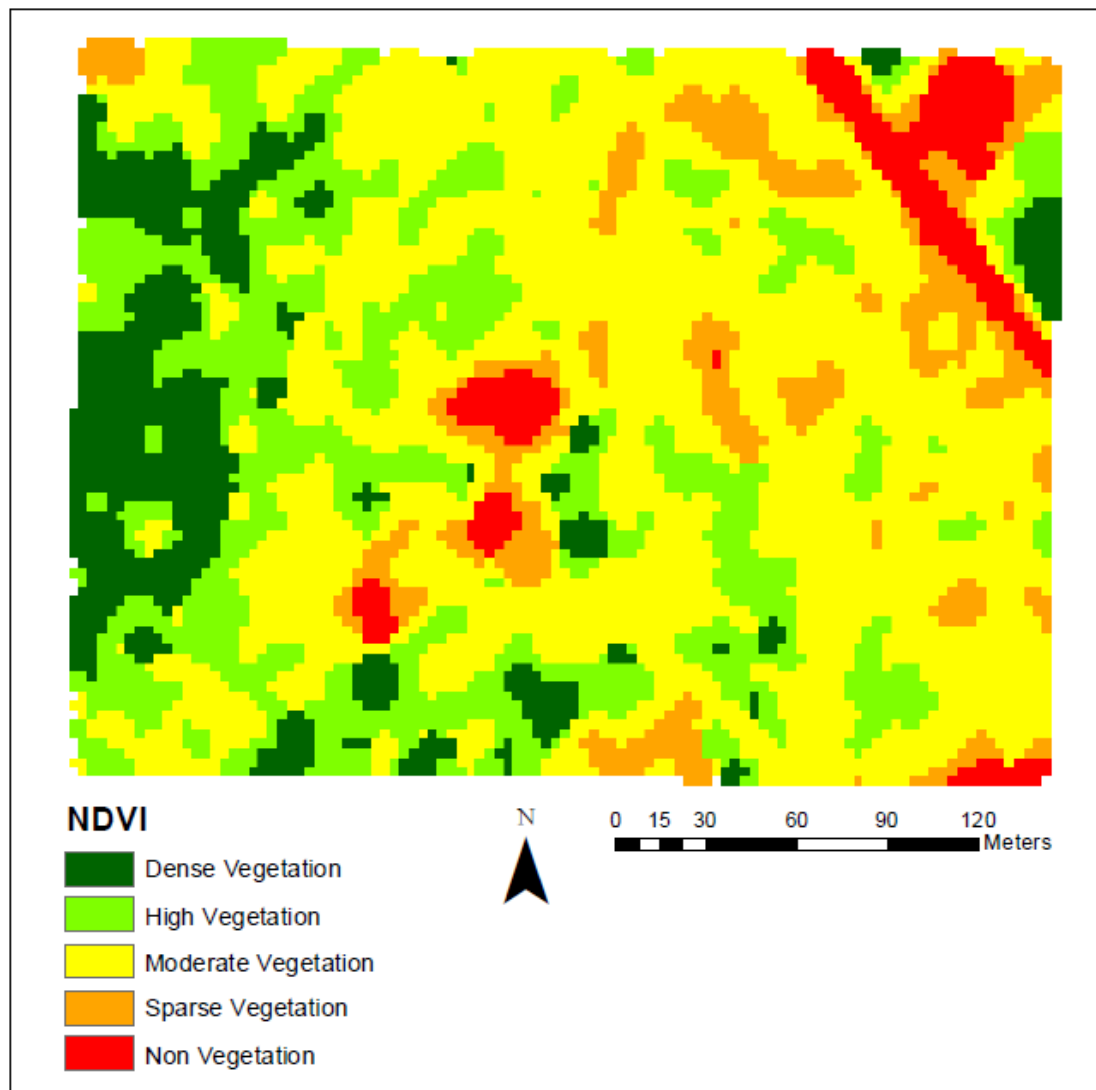 NDVI
Dense Vegetation
High Vegetation
Moderate Vegetation
Sparse Vegetation
Non Vegetation
N
0 15 30 60 90 120
Meters